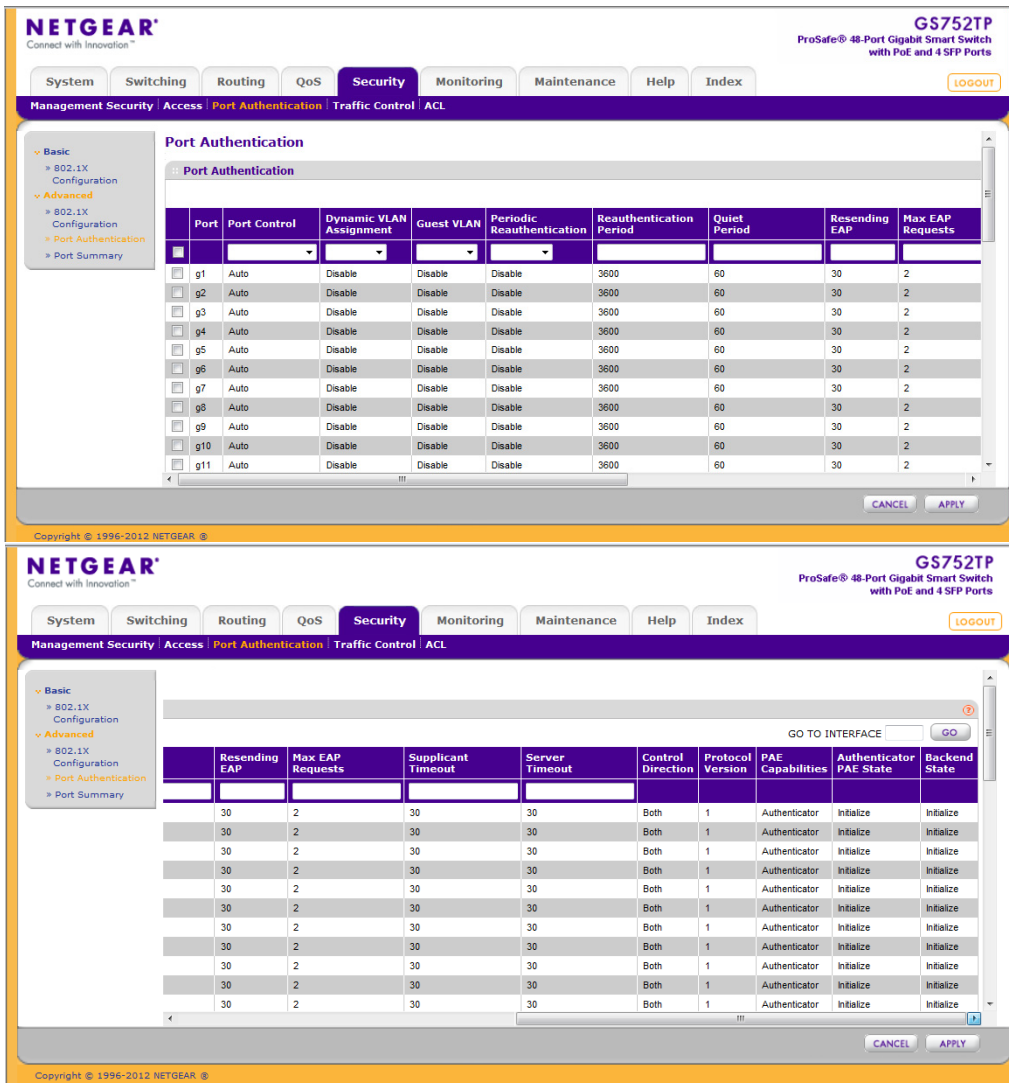 NETGEAR®
Connect with Innovation™
GS752TP
ProSafe® 48-Port Gigabit Smart Switch
with PoE and 4 SFP Ports
System Switching Routing QoS Security Monitoring Maintenance Help Index LOGOUT
Management Security Access Port Authentication Traffic Control ACL
Basic
» 802.1X
Configuration
Advanced
» 802.1X
Configuration
» Port Authentication
» Port Summary
Port Authentication
Port Authentication
Port Port Control Dynamic VLAN Assignment Guest VLAN Periodic Reauthentication Reauthentication Period Quiet Period Resending EAP Max EAP Requests
g1 Auto Disable Disable Disable 3600 60 30 2
g2 Auto Disable Disable Disable 3600 60 30 2
g3 Auto Disable Disable Disable 3600 60 30 2
g4 Auto Disable Disable Disable 3600 60 30 2
g5 Auto Disable Disable Disable 3600 60 30 2
g6 Auto Disable Disable Disable 3600 60 30 2
g7 Auto Disable Disable Disable 3600 60 30 2
g8 Auto Disable Disable Disable 3600 60 30 2
g9 Auto Disable Disable Disable 3600 60 30 2
g10 Auto Disable Disable Disable 3600 60 30 2
g11 Auto Disable Disable Disable 3600 60 30 2
CANCEL APPLY
Copyright © 1996-2012 NETGEAR ®
NETGEAR®
Connect with Innovation™
GS752TP
ProSafe® 48-Port Gigabit Smart Switch
with PoE and 4 SFP Ports
System Switching Routing QoS Security Monitoring Maintenance Help Index LOGOUT
Management Security Access Port Authentication Traffic Control ACL
Basic
» 802.1X
Configuration
Advanced
» 802.1X
Configuration
» Port Authentication
» Port Summary
?
GO TO INTERFACE GO
Resending EAP Max EAP Requests Supplicant Timeout Server Timeout Control Direction Protocol Version PAE Capabilities Authenticator PAE State Backend State
30 2 30 30 Both 1 Authenticator Initialize Initialize
30 2 30 30 Both 1 Authenticator Initialize Initialize
30 2 30 30 Both 1 Authenticator Initialize Initialize
30 2 30 30 Both 1 Authenticator Initialize Initialize
30 2 30 30 Both 1 Authenticator Initialize Initialize
30 2 30 30 Both 1 Authenticator Initialize Initialize
30 2 30 30 Both 1 Authenticator Initialize Initialize
30 2 30 30 Both 1 Authenticator Initialize Initialize
30 2 30 30 Both 1 Authenticator Initialize Initialize
30 2 30 30 Both 1 Authenticator Initialize Initialize
30 2 30 30 Both 1 Authenticator Initialize Initialize
CANCEL APPLY
Copyright © 1996-2012 NETGEAR ®